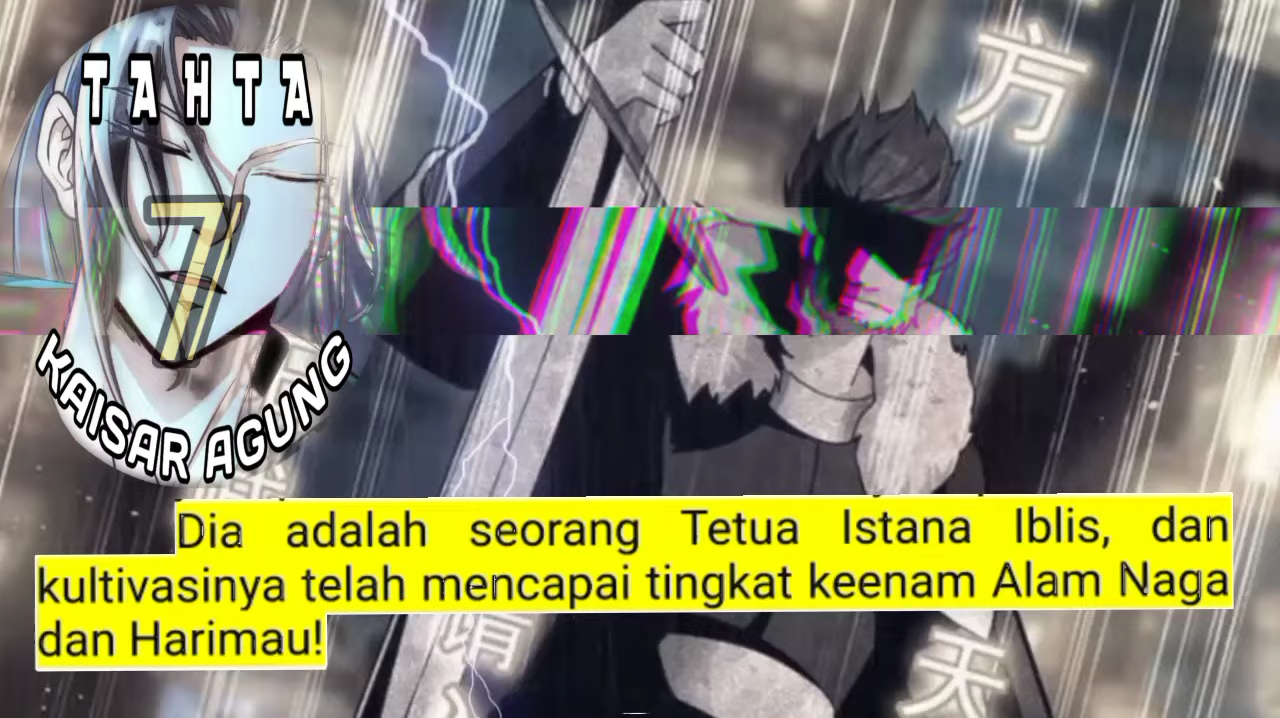 TAHTA
7
KAISAR AGUNG
方
Dia adalah seorang Tetua Istana Iblis, dan
kultivasinya telah mencapai tingkat keenam Alam Naga
dan Harimau!
天